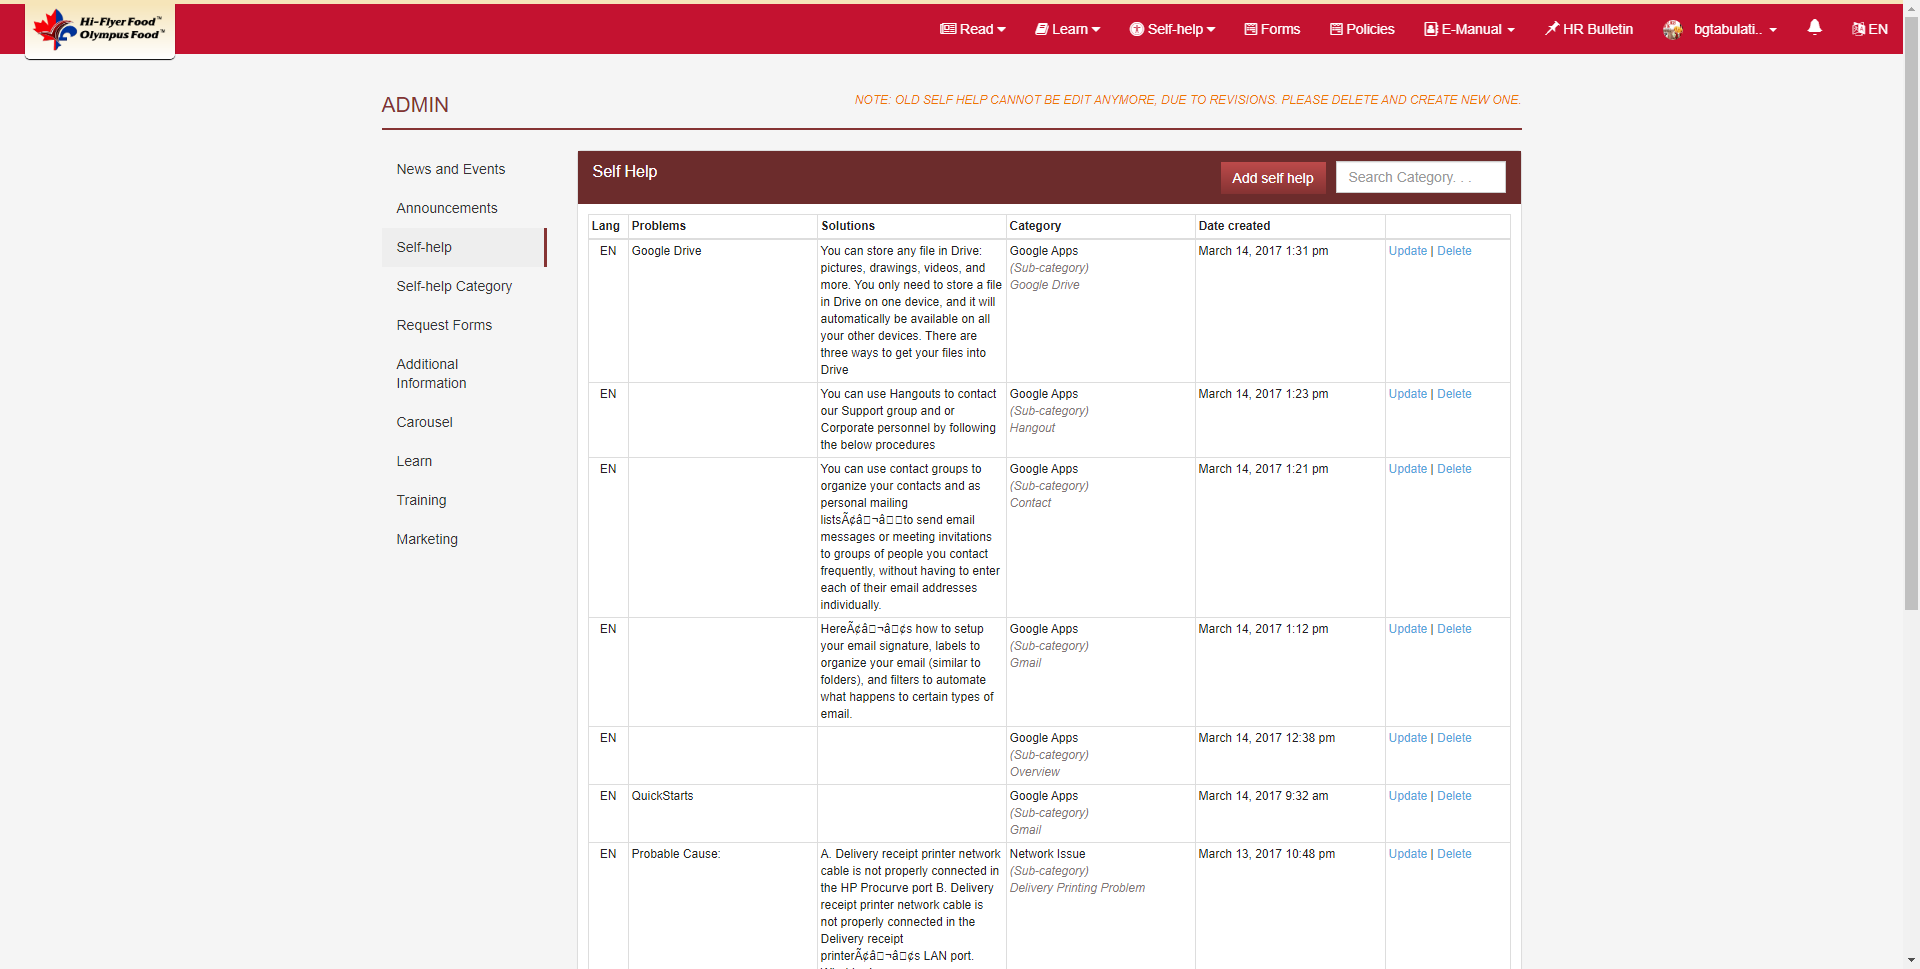 Hi-Flyer Food™
Olympus Food™
Read
Learn
Self-help
Forms
Policies
E-Manual
HR Bulletin
bgtabulati..
EN
ADMIN
NOTE: OLD SELF HELP CANNOT BE EDIT ANYMORE, DUE TO REVISIONS. PLEASE DELETE AND CREATE NEW ONE.
News and Events
Announcements
Self-help
Self-help Category
Request Forms
Additional
Information
Carousel
Learn
Training
Marketing
Self Help
Add self help
Search Category. . .
Lang Problems Solutions Category Date created
EN Google Drive
You can store any file in Drive:
pictures, drawings, videos, and
more. You only need to store a file
in Drive on one device, and it will
automatically be available on all
your other devices. There are
three ways to get your files into
Drive
Google Apps
(Sub-category)
Google Drive
March 14, 2017 1:31 pm
Update | Delete
EN
You can use Hangouts to contact
our Support group and or
Corporate personnel by following
the below procedures
Google Apps
(Sub-category)
Hangout
March 14, 2017 1:23 pm
Update | Delete
EN
You can use contact groups to
organize your contacts and as
personal mailing
listsÃ¢â□¬â□□to send email
messages or meeting invitations
to groups of people you contact
frequently, without having to enter
each of their email addresses
individually.
Google Apps
(Sub-category)
Contact
March 14, 2017 1:21 pm
Update | Delete
EN
HereÃ¢â□¬â□¢s how to setup
your email signature, labels to
organize your email (similar to
folders), and filters to automate
what happens to certain types of
email.
Google Apps
(Sub-category)
Gmail
March 14, 2017 1:12 pm
Update | Delete
EN
Google Apps
(Sub-category)
Overview
March 14, 2017 12:38 pm
Update | Delete
EN QuickStarts
Google Apps
(Sub-category)
Gmail
March 14, 2017 9:32 am
Update | Delete
EN Probable Cause:
A. Delivery receipt printer network
cable is not properly connected in
the HP Procurve port B. Delivery
receipt printer network cable is
not properly connected in the
Delivery receipt
printerÃ¢â□¬â□¢s LAN port.
Network Issue
(Sub-category)
Delivery Printing Problem
March 13, 2017 10:48 pm
Update | Delete